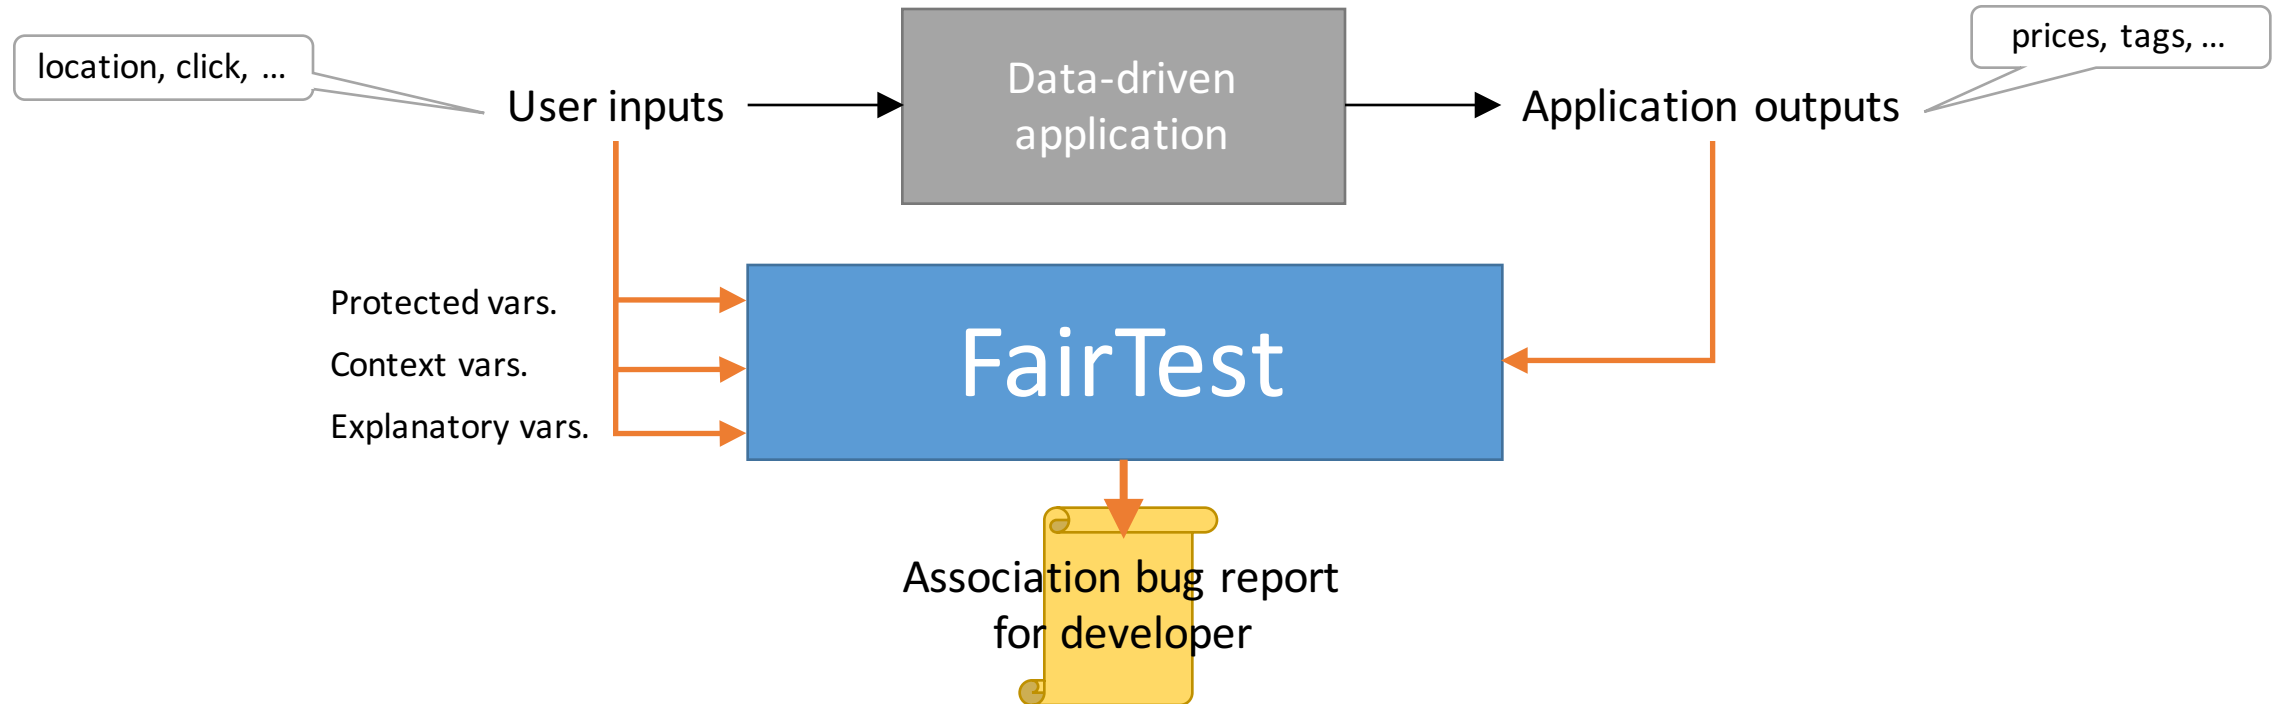 location, click, …
User inputs
Data-driven
application
Application outputs
prices, tags, …
Protected vars.
Context vars.
Explanatory vars.
FairTest
Association bug report
for developer